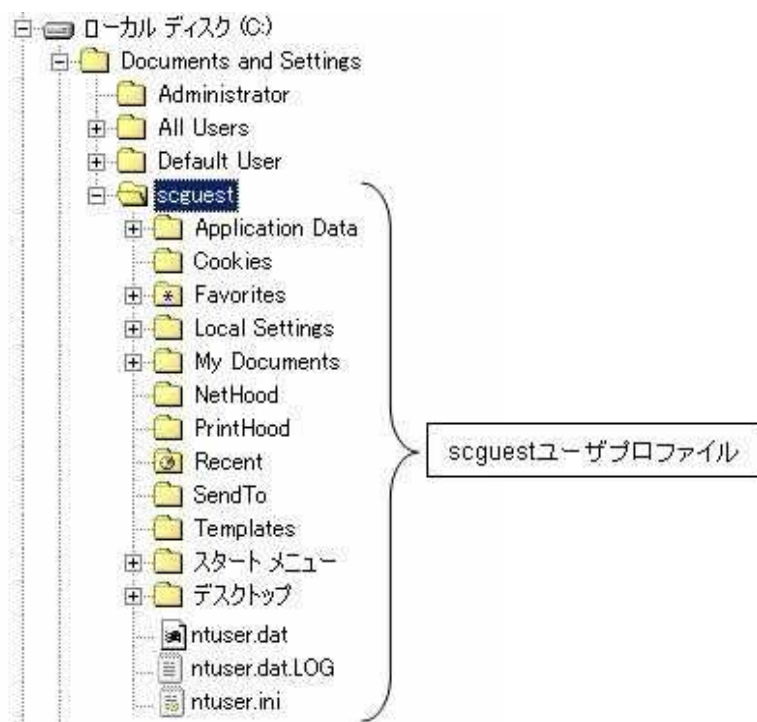 ローカル ディスク (C:)
Documents and Settings
Administrator
All Users
Default User
scguest
Application Data
Cookies
Favorites
Local Settings
My Documents
NetHood
PrintHood
scguestユーザプロファイル
Recent
SendTo
Templates
スタート メニュー
デスクトップ
ntuser.dat
ntuser.dat.LOG
ntuser.ini